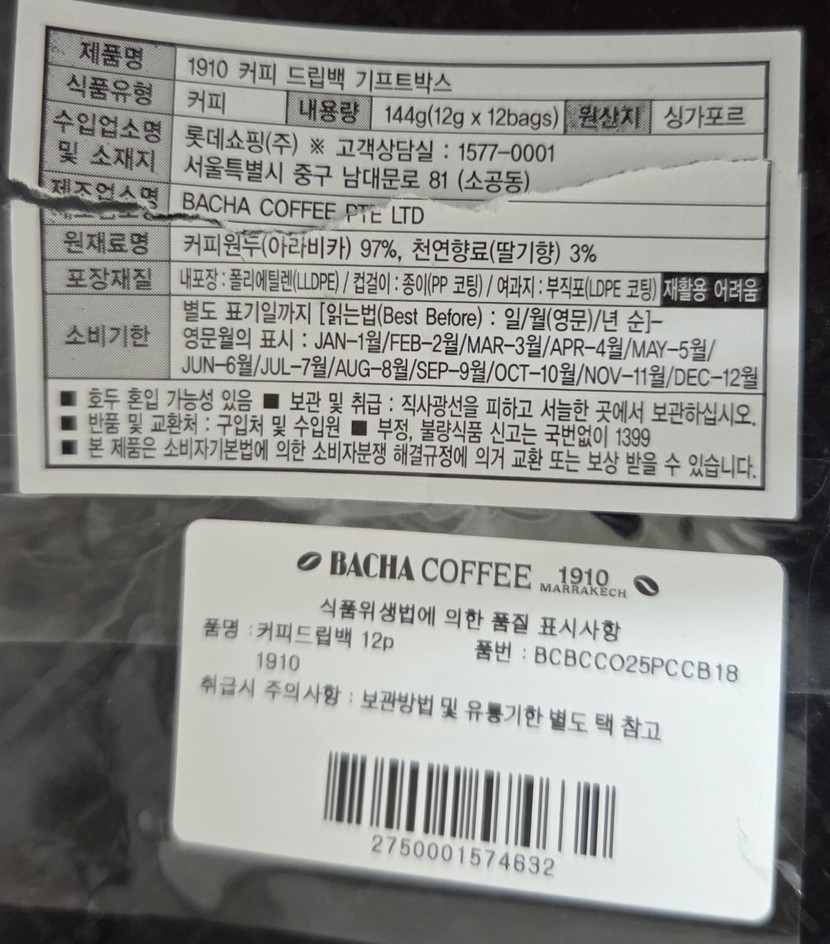 제품명 1910 커피 드립백 기프트박스
식품유형 커피 내용량 144g(12g x 12bags) 원산지 싱가포르
수입업소명 및 소재지 롯데쇼핑(주) ※ 고객상담실 : 1577-0001
서울특별시 중구 남대문로 81 (소공동)
제조업소명 BACHA COFFEE PTE LTD
원재료명 커피원두(아라비카) 97%, 천연향료(딸기향) 3%
포장재질 내포장 : 폴리에틸렌(LLDPE) / 컵걸이 : 종이(PP 코팅) / 여과지 : 부직포(LDPE 코팅) 재활용 어려움
소비기한 별도 표기일까지 [읽는법(Best Before) : 일/월(영문)/년 순]-
영문월의 표시 : JAN-1월/FEB-2월/MAR-3월/APR-4월/MAY-5월/
JUN-6월/JUL-7월/AUG-8월/SEP-9월/OCT-10월/NOV-11월/DEC-12월
■ 호두 혼입 가능성 있음 ■ 보관 및 취급 : 직사광선을 피하고 서늘한 곳에서 보관하십시오.
■ 반품 및 교환처 : 구입처 및 수입원 ■ 부정, 불량식품 신고는 국번없이 1399
■ 본 제품은 소비자기본법에 의한 소비자분쟁 해결규정에 의거 교환 또는 보상 받을 수 있습니다.
BACHA COFFEE 1910 MARRAKECH
식품위생법에 의한 품질 표시사항
품명 : 커피드립백 12p 품번 : BCBCCO25PCCB18
1910
취급시 주의사항 : 보관방법 및 유통기한 별도 택 참고
2750001574632